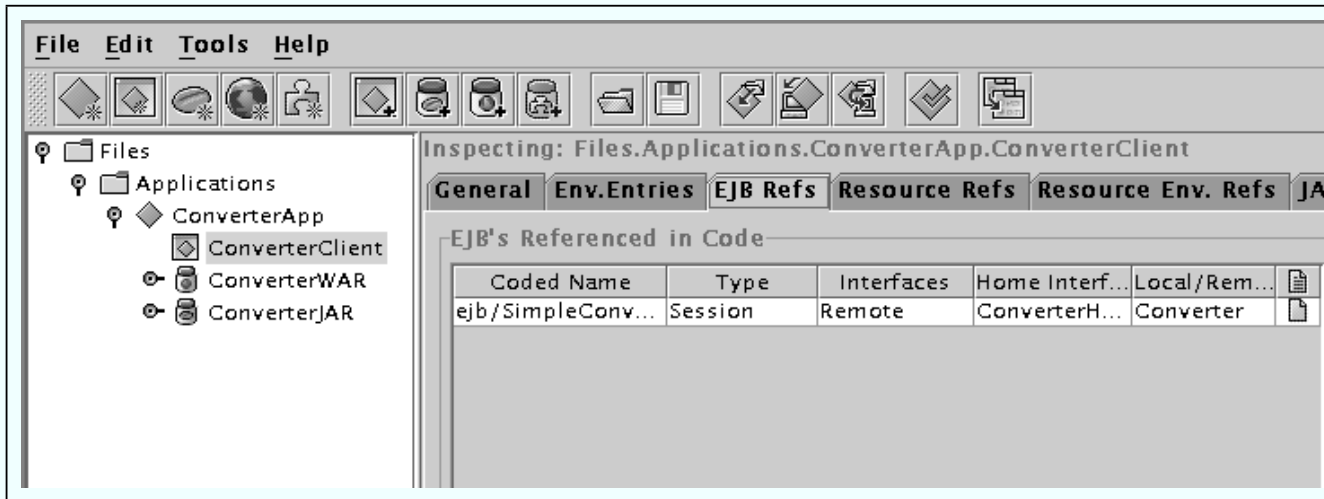 File Edit Tools Help
Files
Applications
ConverterApp
ConverterClient
ConverterWAR
ConverterJAR
Inspecting: Files.Applications.ConverterApp.ConverterClient
General Env.Entries EJB Refs Resource Refs Resource Env. Refs JA
EJB's Referenced in Code
Coded Name Type Interfaces Home Interf... Local/Rem...
ejb/SimpleConv... Session Remote ConverterH... Converter